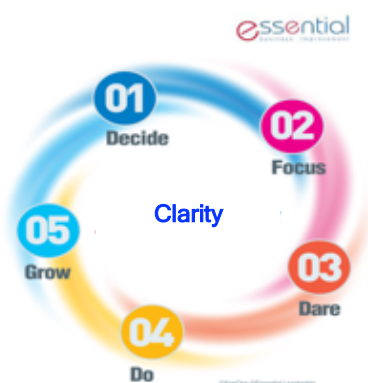 essential
business improvement
01
Decide
02
Focus
Clarity
05
Grow
03
Dare
04
Do